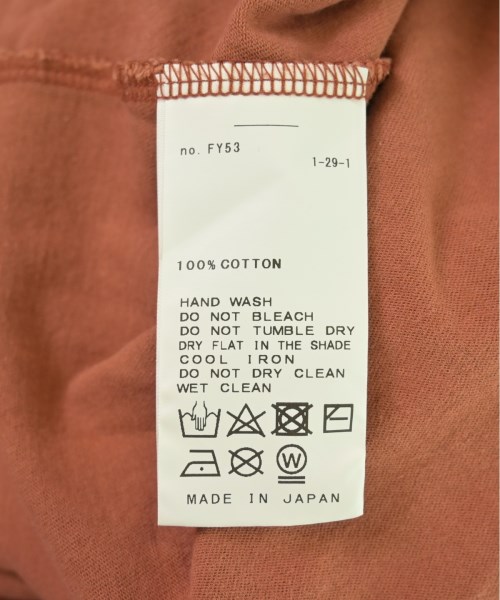 no. FY53
1-29-1
100% COTTON
HAND WASH
DO NOT BLEACH
DO NOT TUMBLE DRY
DRY FLAT IN THE SHADE
COOL IRON
DO NOT DRY CLEAN
WET CLEAN
W
MADE IN JAPAN